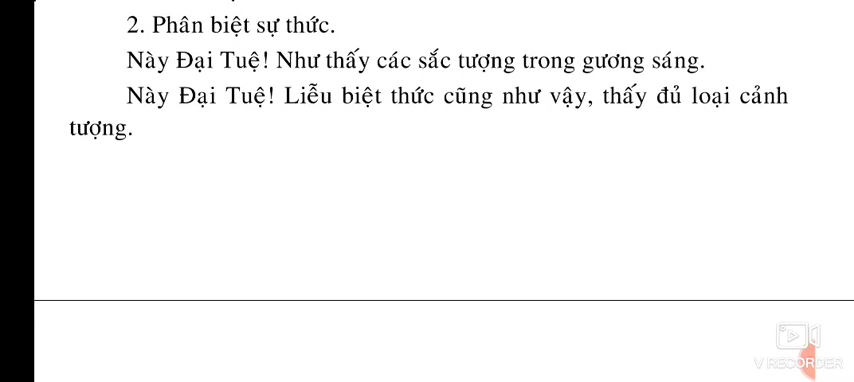 2. Phân biệt sự thức.
Này Đại Tuệ! Như thấy các sắc tượng trong gương sáng.
Này Đại Tuệ! Liễu biệt thức cũng như vậy, thấy đủ loại cảnh
tượng.
V RECORDER